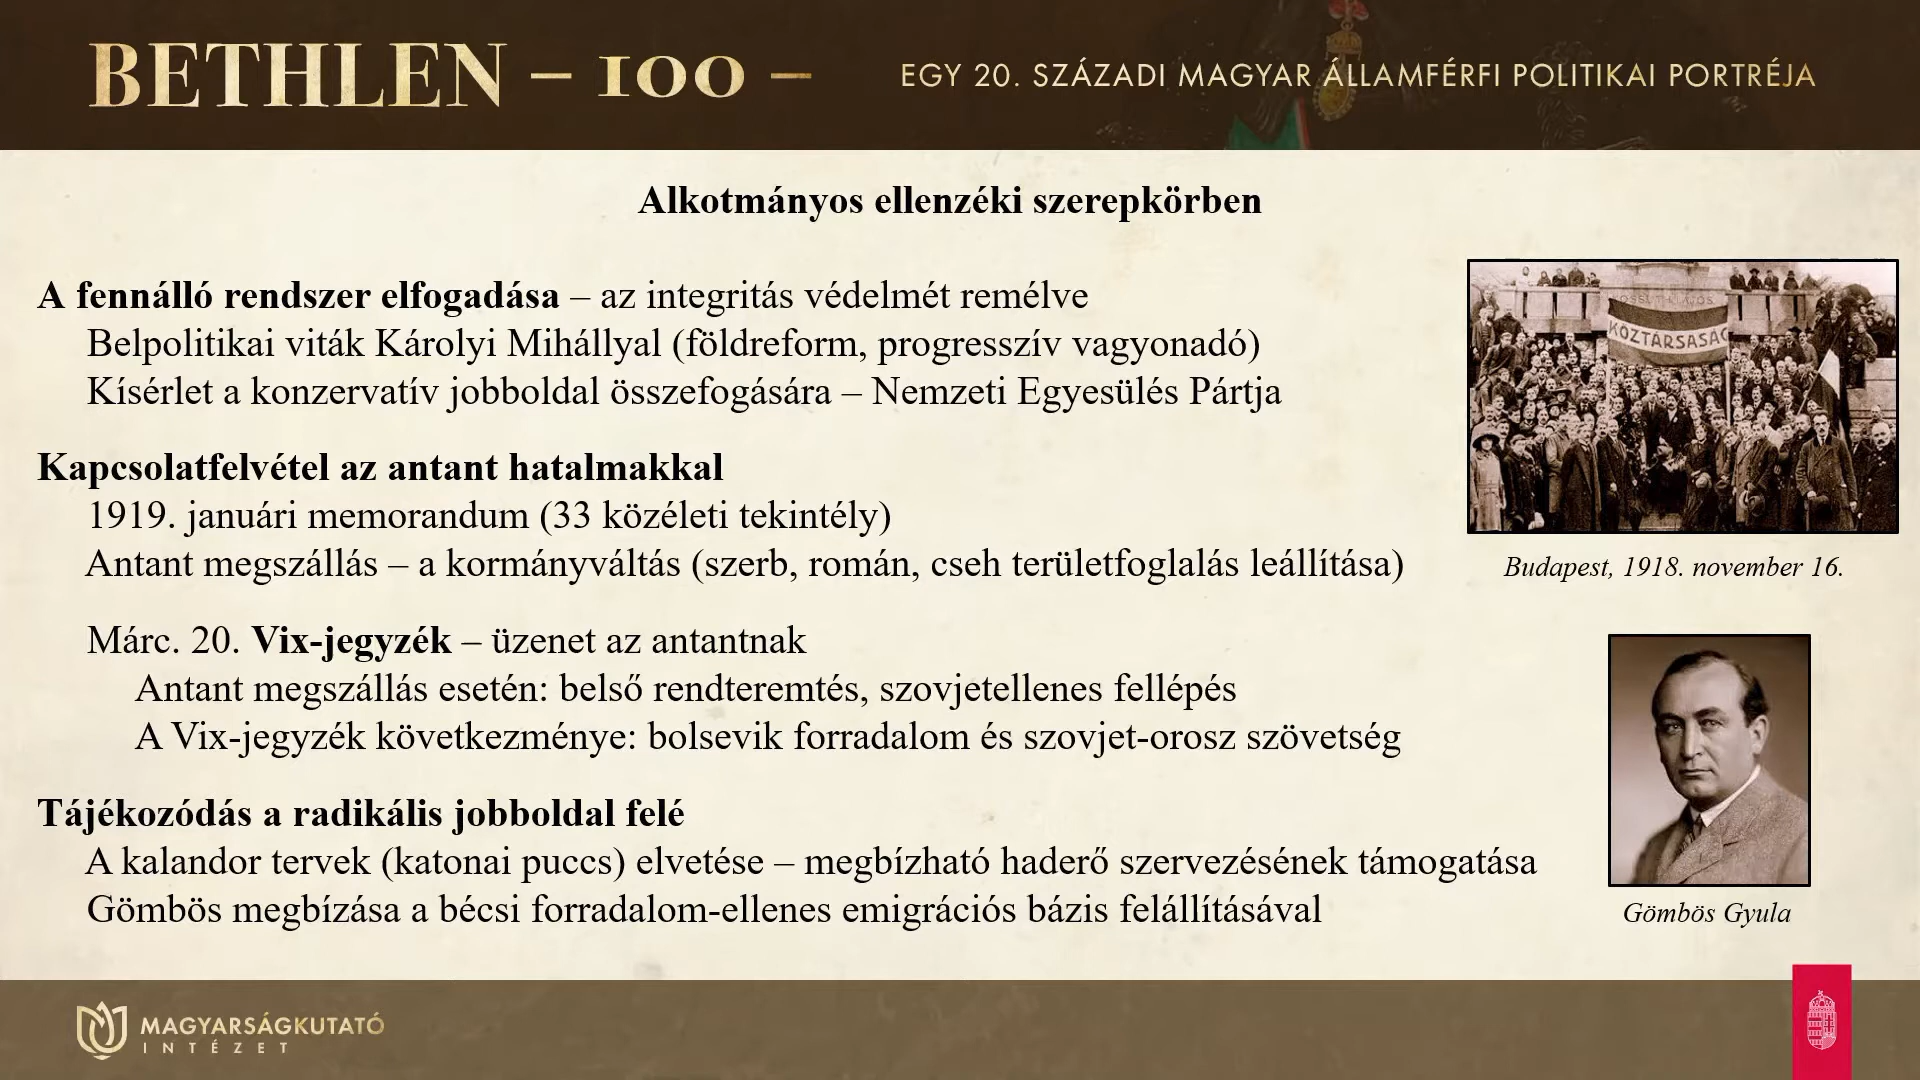 BETHLEN – 100 –
EGY 20. SZÁZADI MAGYAR ÁLLAMFÉRFI POLITIKAI PORTRÉJA
Alkotmányos ellenzéki szerepkörben
A fennálló rendszer elfogadása – az integritás védelmét remélve
Belpolitikai viták Károlyi Mihállyal (földreform, progresszív vagyonadó)
Kísérlet a konzervatív jobboldal összefogására – Nemzeti Egyesülés Pártja
KÖZTÁRSASÁG
Kapcsolatfelvétel az antant hatalmakkal
1919. januári memorandum (33 közéleti tekintély)
Antant megszállás – a kormányváltás (szerb, román, cseh területfoglalás leállítása)
Budapest, 1918. november 16.
Márc. 20. Vix-jegyzék – üzenet az antantnak
Antant megszállás esetén: belső rendteremtés, szovjetellenes fellépés
A Vix-jegyzék következménye: bolsevik forradalom és szovjet-orosz szövetség
Tájékozódás a radikális jobboldal felé
A kalandor tervek (katonai puccs) elvetése – megbízható haderő szervezésének támogatása
Gömbös megbízása a bécsi forradalom-ellenes emigrációs bázis felállításával
Gömbös Gyula
MAGYARSÁGKUTATÓ
INTÉZET